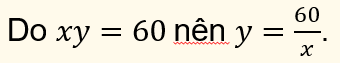 Do xy = 60 nên y = 60/x.